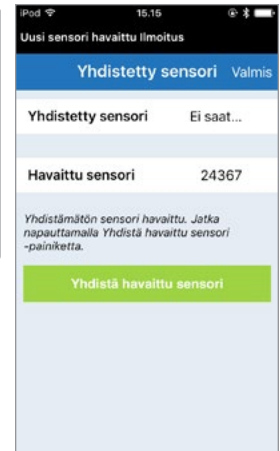 iPod 15.15
Uusi sensori havaittu Ilmoitus
Yhdistetty sensori Valmis
Yhdistetty sensori Ei saat...
Havaittu sensori 24367
Yhdistämätön sensori havaittu. Jatka
napauttamalla Yhdistä havaittu sensori
-painiketta.
Yhdistä havaittu sensori